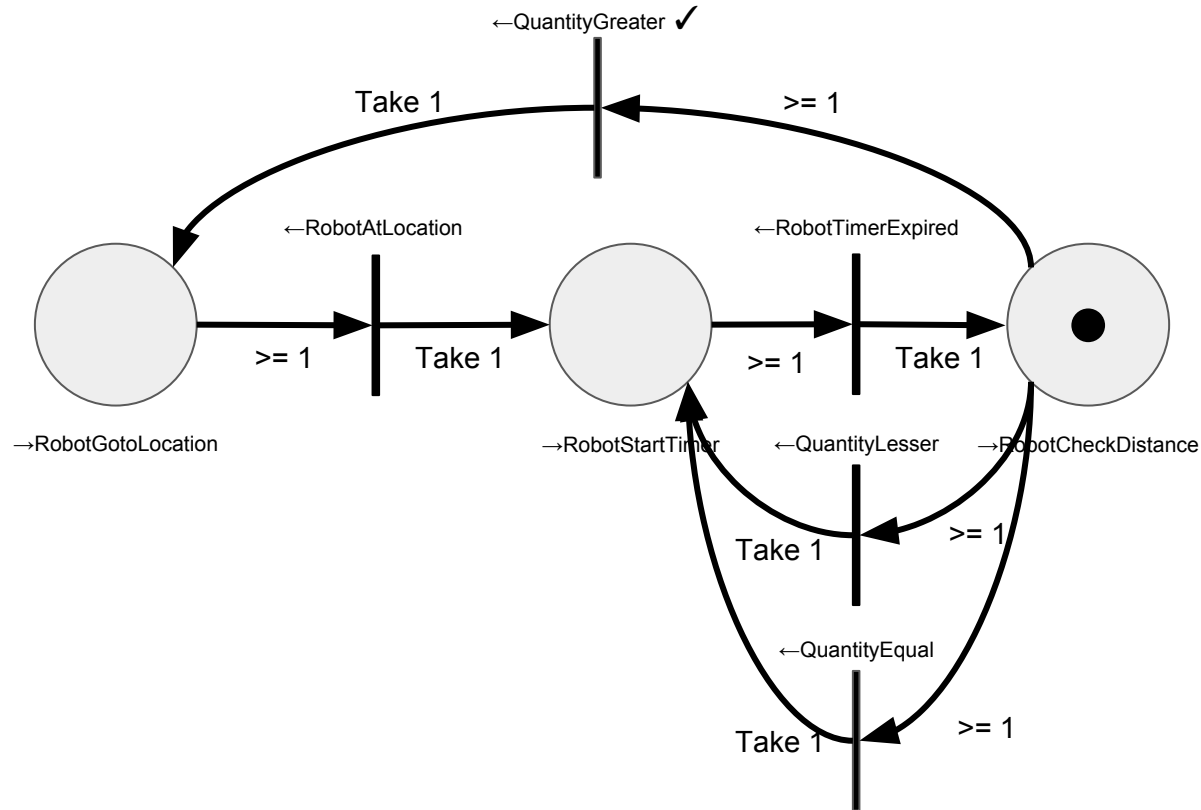 ←QuantityGreater ✓
Take 1
>= 1
←RobotAtLocation
←RobotTimerExpired
>= 1
Take 1
>= 1
Take 1
→RobotGotoLocation
→RobotStartTimer
←QuantityLesser
→RobotCheckDistance
Take 1
>= 1
←QuantityEqual
Take 1
>= 1